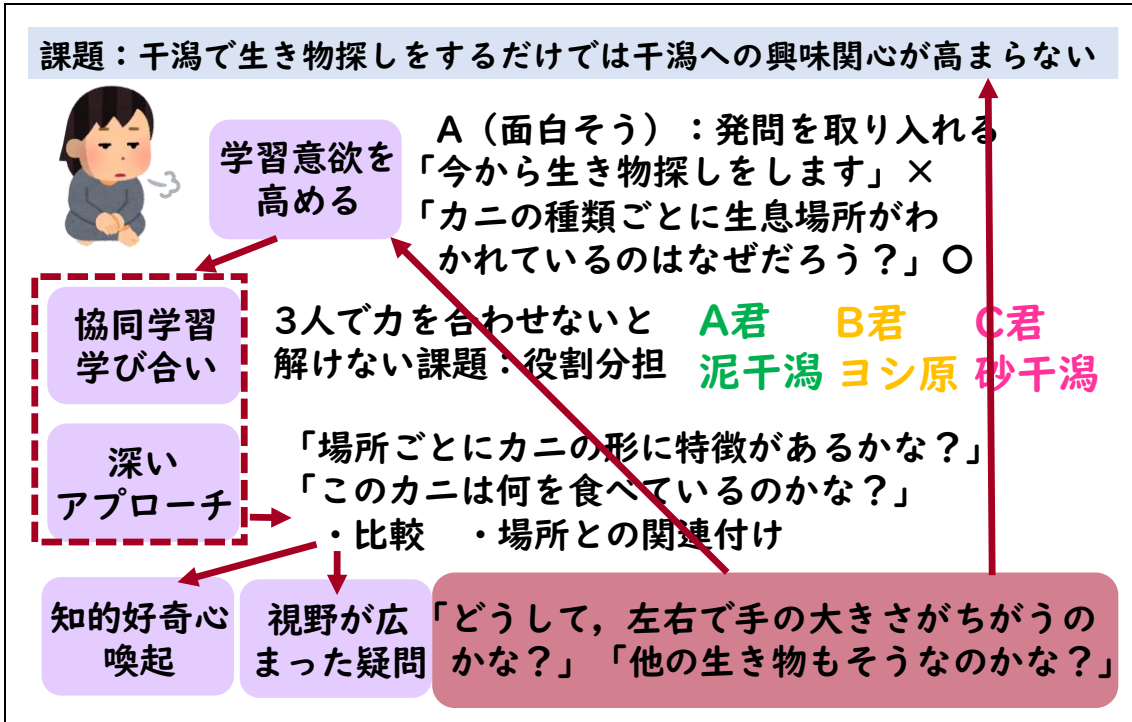 課題：干潟で生き物探しをするだけでは干潟への興味関心が高まらない
学習意欲を
高める
A（面白そう）：発問を取り入れる
「今から生き物探しをします」×
「カニの種類ごとに生息場所がわ
かれているのはなぜだろう？」〇
協同学習
学び合い
3人で力を合わせないと
解けない課題：役割分担
A君 B君 C君
泥干潟 ヨシ原 砂干潟
深い
アプローチ
「場所ごとにカニの形に特徴があるかな？」
「このカニは何を食べているのかな？」
・比較 ・場所との関連付け
知的好奇心
喚起
視野が広
まった疑問
「どうして，左右で手の大きさがちがうの
かな？」「他の生き物もそうなのかな？」